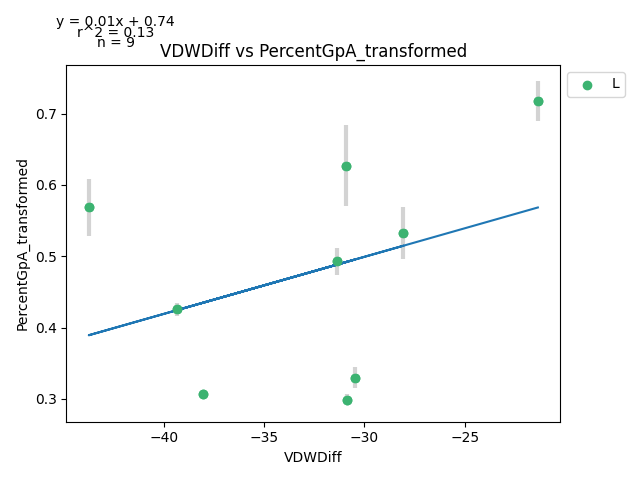 y = 0.01x + 0.74
r^2 = 0.13
n = 9
VDWDiff vs PercentGpA_transformed
L
PercentGpA_transformed
0.7
0.6
0.5
0.4
0.3
−40
−35
−30
−25
VDWDiff